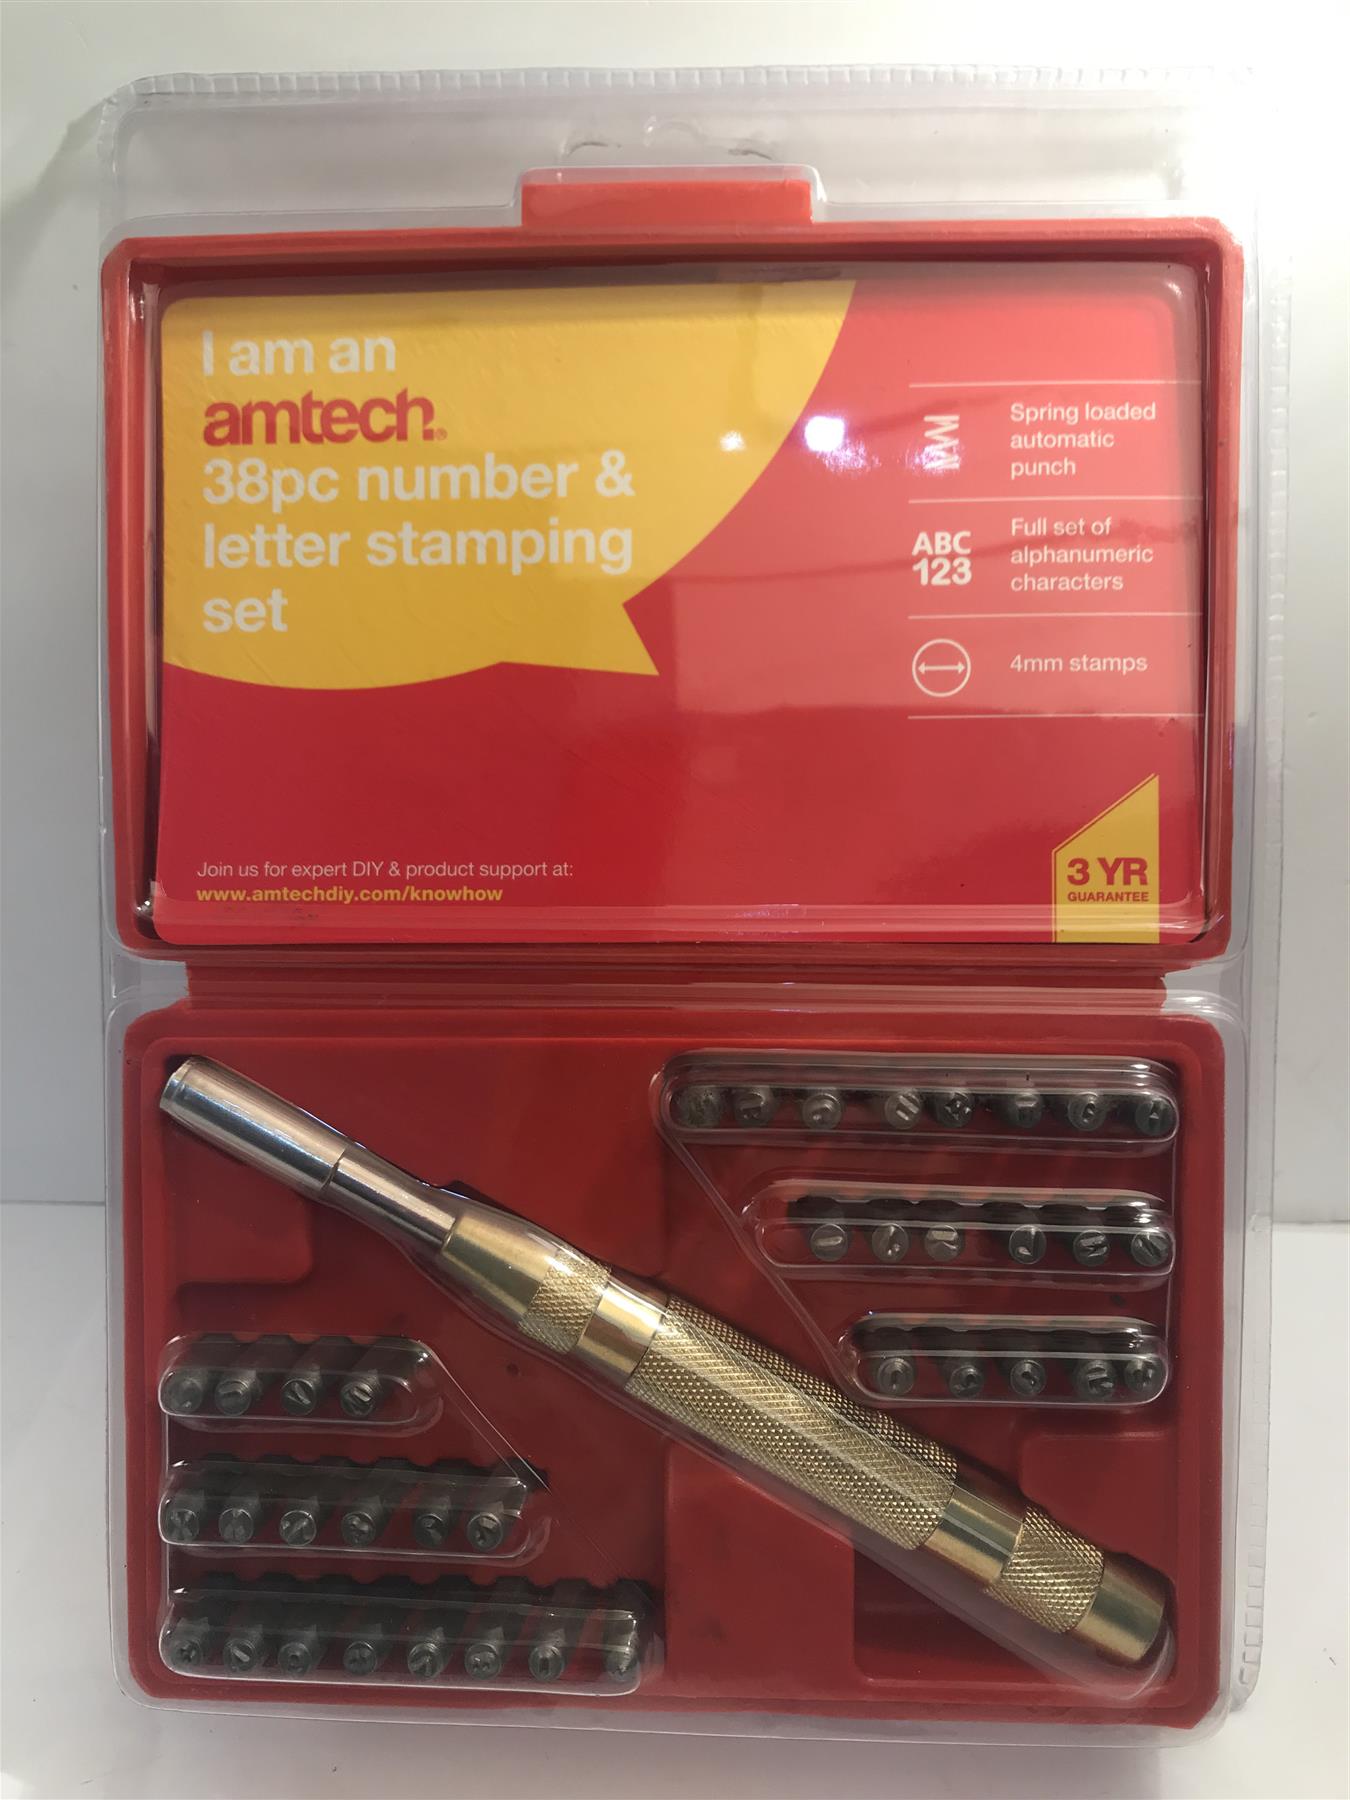 I am an
amtech®
38pc number &
letter stamping
set
Spring loaded
automatic
punch
ABC
123
Full set of
alphanumeric
characters
4mm stamps
Join us for expert DIY & product support at:
www.amtechdiy.com/knowhow
3 YR
GUARANTEE